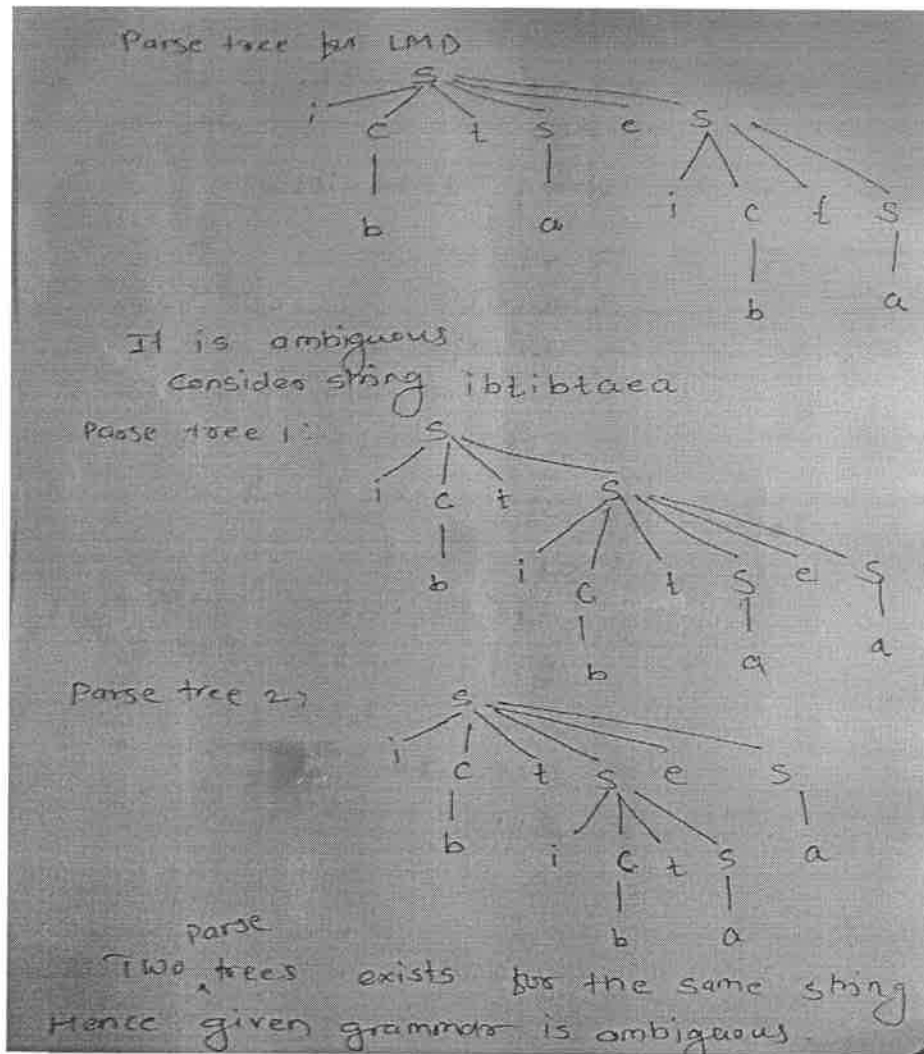 Parse tree for LMD
S
i C t S e S
b a i C t S
b a
It is ambiguous.
Consider string ibtibtaea
Parse tree 1:
S
i C t S
b i C t S e S
b a a
Parse tree 2:
S
i C t S e S
b i C t S a
b a
Parse
Two ‸ trees exists for the same string
Hence given grammar is ambiguous.